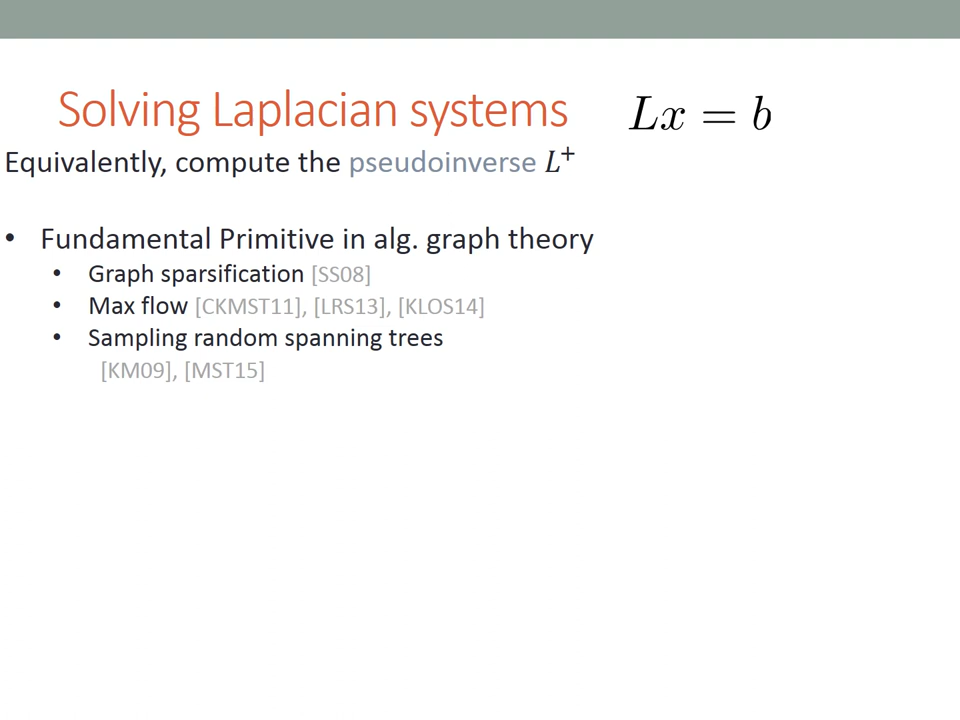 Solving Laplacian systems Lx = b
Equivalently, compute the pseudoinverse L⁺
• Fundamental Primitive in alg. graph theory
• Graph sparsification [SS08]
• Max flow [CKMST11], [LRS13], [KLOS14]
• Sampling random spanning trees
[KM09], [MST15]